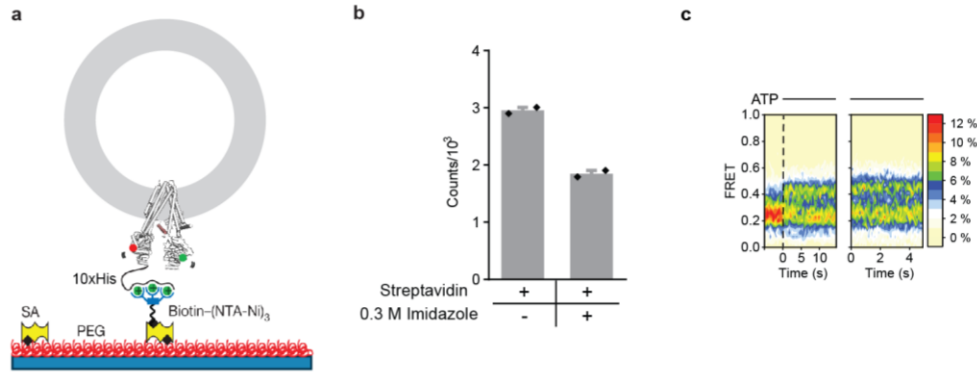 a
10xHis
SA
PEG
Biotin–(NTA-Ni)3
b
4
3
2
1
0
Counts/10³
Streptavidin + +
0.3 M Imidazole - +
c
ATP
1.0
0.8
0.6
0.4
0.2
0.0
FRET
0 5 10
Time (s)
0 2 4
Time (s)
12 %
10 %
8 %
6 %
4 %
2 %
0 %